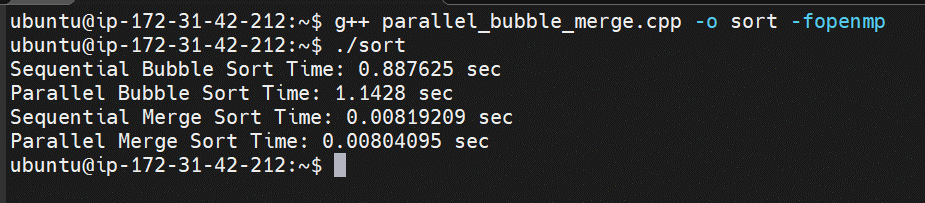 ubuntu@ip-172-31-42-212:~$ g++ parallel_bubble_merge.cpp -o sort -fopenmp
ubuntu@ip-172-31-42-212:~$ ./sort
Sequential Bubble Sort Time: 0.887625 sec
Parallel Bubble Sort Time: 1.1428 sec
Sequential Merge Sort Time: 0.00819209 sec
Parallel Merge Sort Time: 0.00804095 sec
ubuntu@ip-172-31-42-212:~$